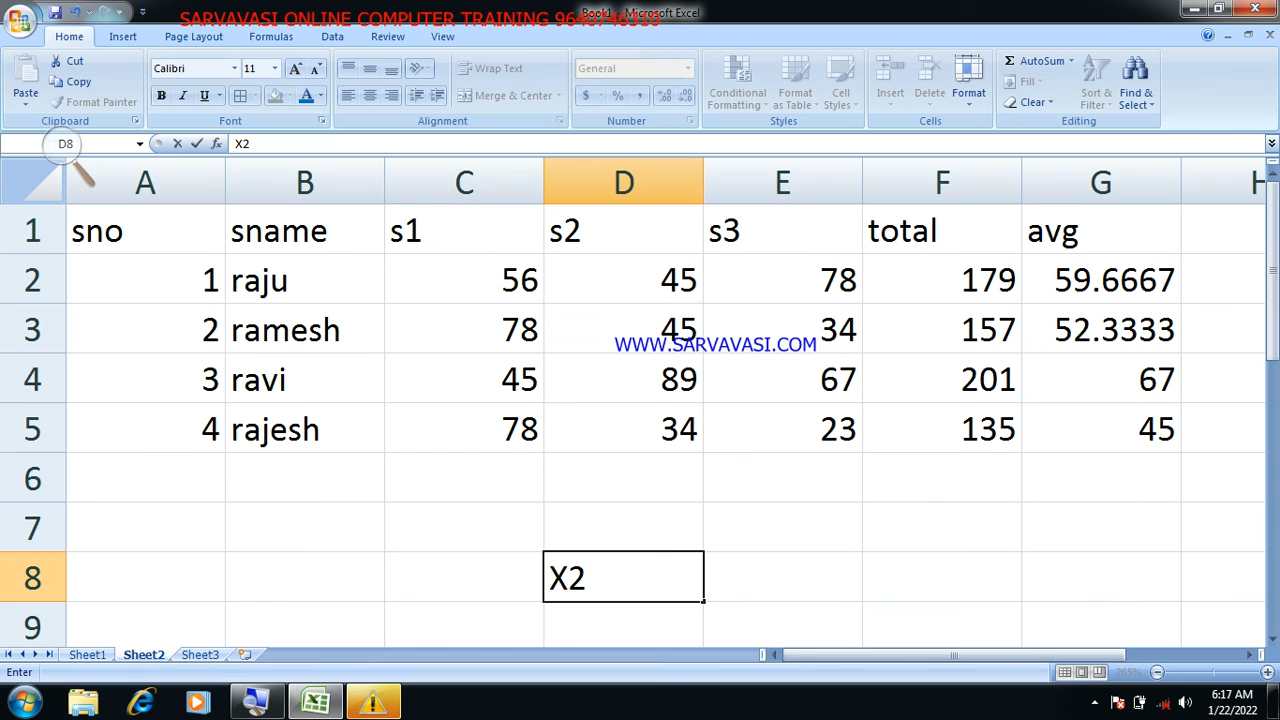 SARVAVASI ONLINE COMPUTER TRAINING
Book1 - Microsoft Excel
Home Insert Page Layout Formulas Data Review View
Paste Cut Copy Format Painter Clipboard
Calibri 11 B I U A A A Font
Wrap Text Merge & Center Alignment
General $ % , Number
Conditional Formatting Format as Table Cell Styles Styles
Insert Delete Format Cells
Σ AutoSum Fill Clear Sort & Filter Find & Select Editing
D8 fx X2
A B C D E F G H
1 sno sname s1 s2 s3 total avg
2 1 raju 56 45 78 179 59.6667
3 2 ramesh 78 45 34 157 52.3333
WWW.SARVAVASI.COM
4 3 ravi 45 89 67 201 67
5 4 rajesh 78 34 23 135 45
6
7
8 X2
9
Sheet1 Sheet2 Sheet3
Enter
6:17 AM
1/22/2022